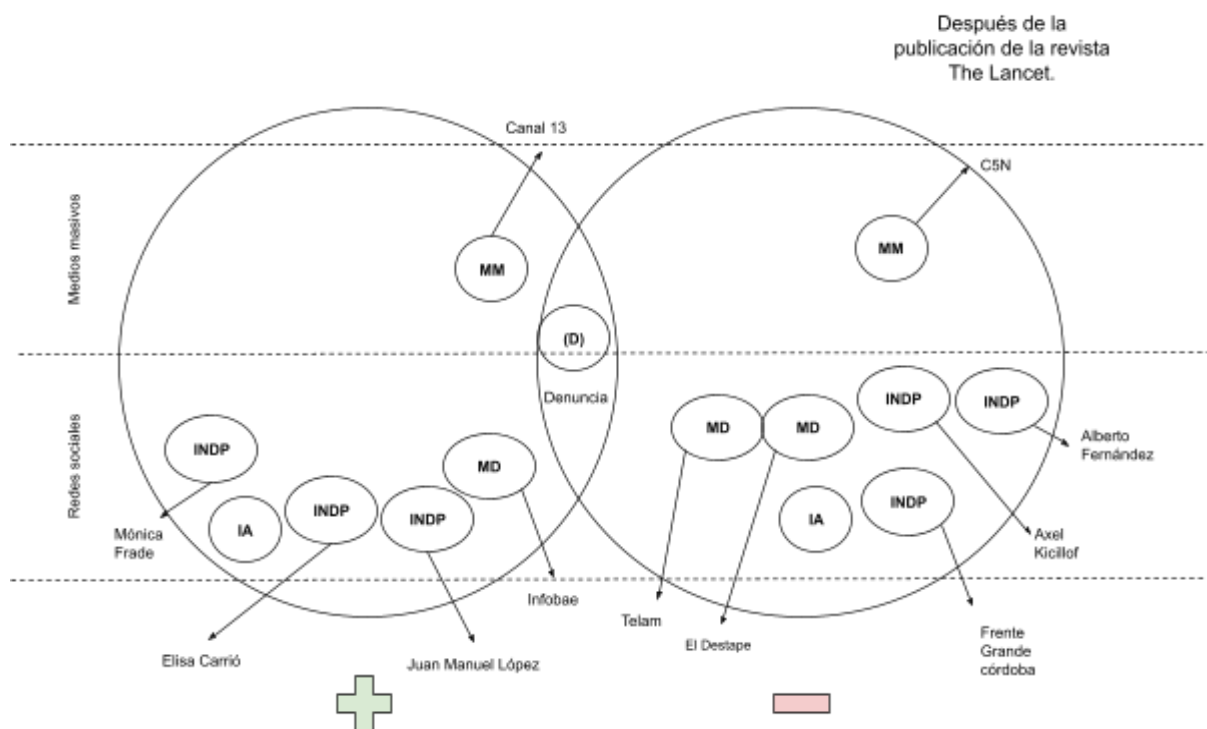 Después de la
publicación de la revista
The Lancet.
Canal 13
C5N
Medios masivos
MM
MM
(D)
Denuncia
Redes sociales
INDP
INDP
INDP
MD
MD
MD
INDP
INDP
IA
IA
INDP
Alberto
Fernández
Mónica
Frade
Axel
Kicillof
Infobae
Telam
El Destape
Frente
Grande
córdoba
Elisa Carrió
Juan Manuel López